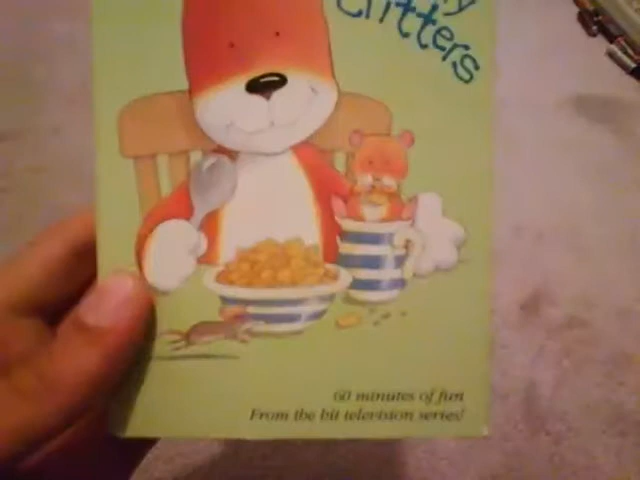 Critters
60 minutes of fun
From the hit television series!